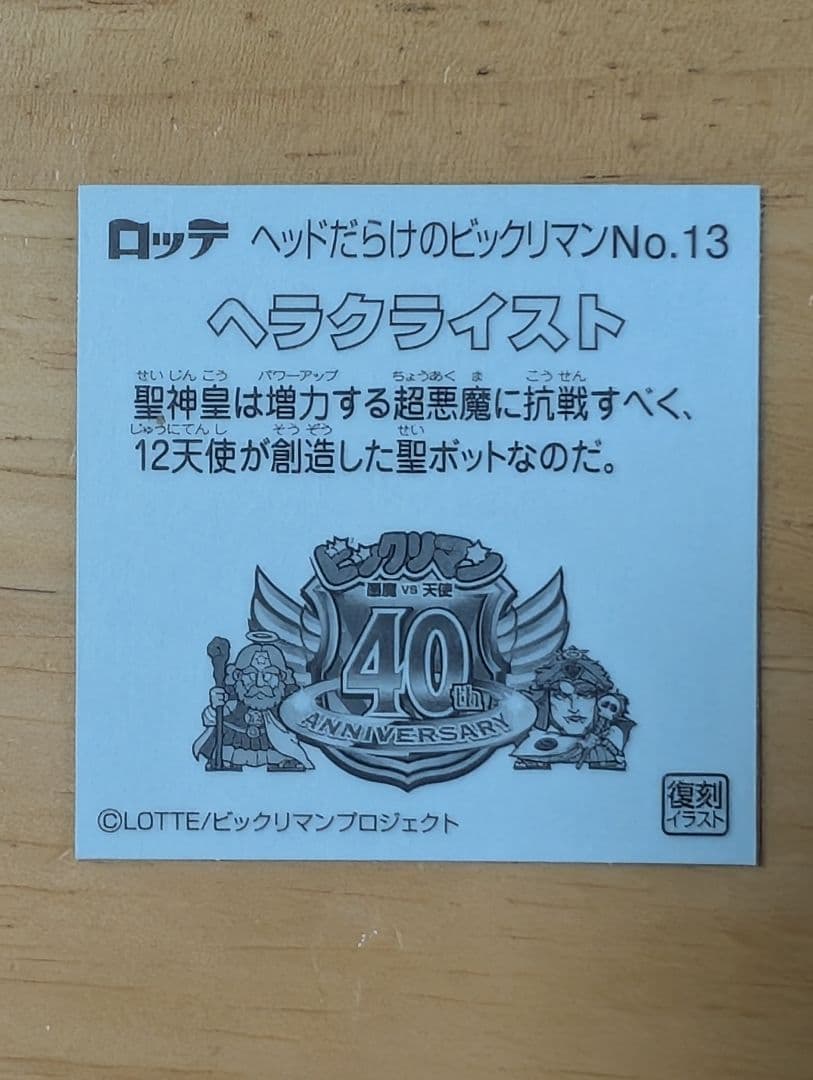 ロッテ ヘッドだらけのビックリマンNo.13
ヘラクライスト
せいじんこう パワーアップ ちょうあくま こうせん
聖神皇は増力する超悪魔に抗戦すべく、
じゅうにてんし そうぞう せい
12天使が創造した聖ボットなのだ。
ビックリマン
悪魔 VS 天使
40th
ANNIVERSARY
復刻
イラスト
©LOTTE/ビックリマンプロジェクト